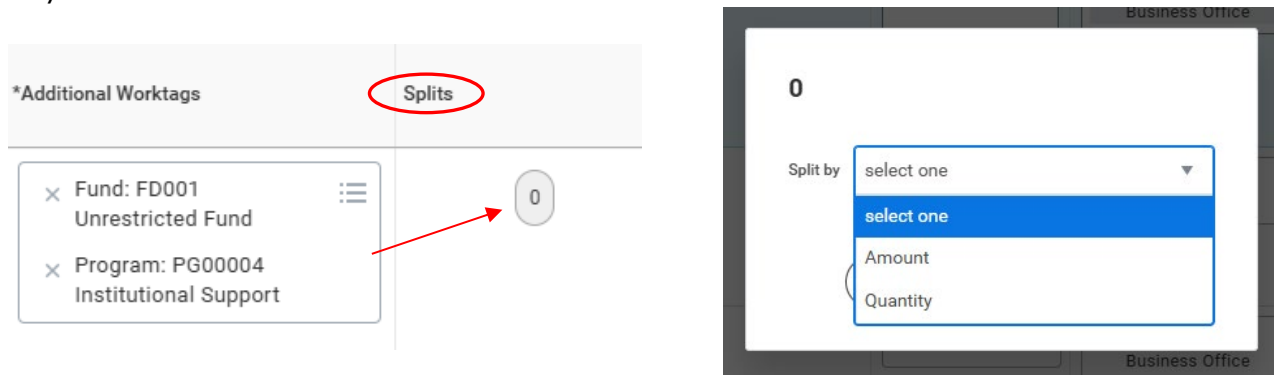 *Additional Worktags
Splits
× Fund: FD001
Unrestricted Fund
× Program: PG00004
Institutional Support
0
Business Office
0
Split by
select one
select one
Amount
Quantity
Business Office